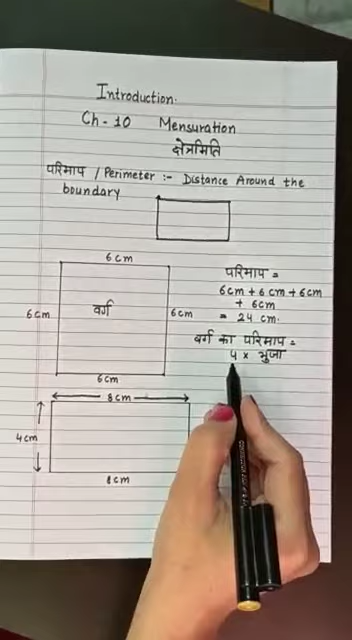 Introduction.
Ch - 10 Mensuration
क्षेत्रमिति
परिमाप / Perimeter :- Distance Around the
boundary
6cm
6cm
वर्ग
6cm
6cm
परिमाप =
6cm + 6cm + 6cm
+ 6cm
= 24 cm.
वर्ग का परिमाप =
4 × भुजा
8cm
4cm
8cm